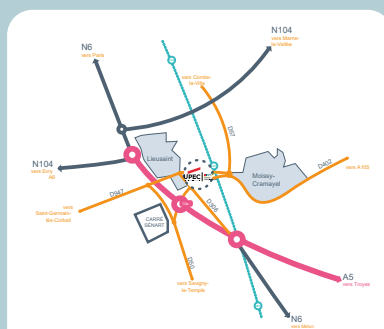 N104
vers Marne-
la-Vallée
N6
vers Paris
vers Combs-
la-Ville
D57
Lieusaint
D402
N104
vers Evry
A6
UPEC
Moissy-
Cramayel
vers A105
D947
D306
vers
Saint-Germain-
lès-Corbeil
CARRÉ
SÉNART
D50
vers Savigny-
le-Temple
A5
vers Troyes
N6
vers Melun